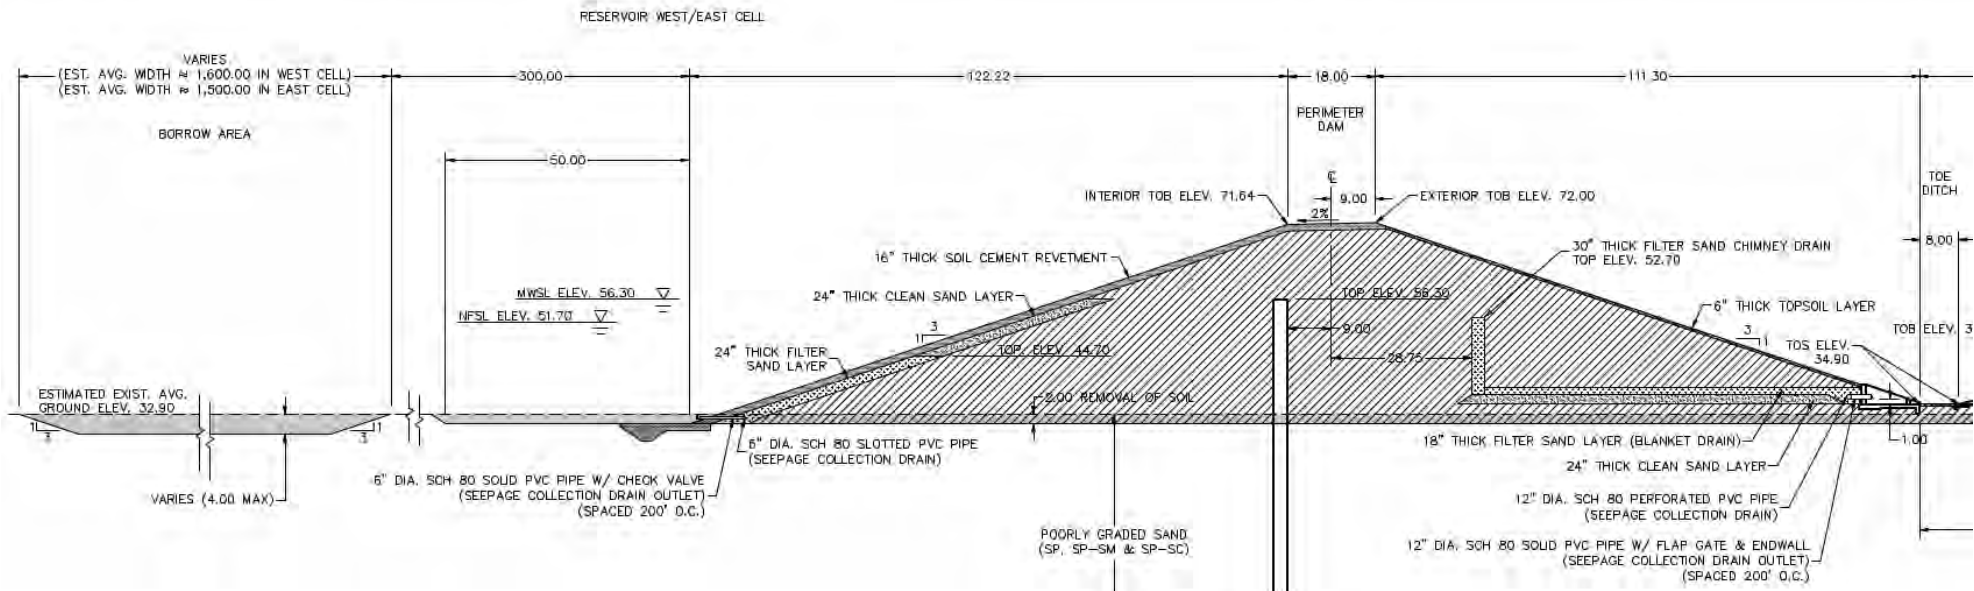 RESERVOIR WEST/EAST CELL
VARIES
(EST. AVG. WIDTH ≈ 1,600.00 IN WEST CELL)
(EST. AVG. WIDTH ≈ 1,500.00 IN EAST CELL)
300.00
122.22
18.00
111.30
BORROW AREA
PERIMETER
DAM
50.00
℄
9.00
2%
INTERIOR TOB ELEV. 71.64
EXTERIOR TOB ELEV. 72.00
TOE
DITCH
8.00
30" THICK FILTER SAND CHIMNEY DRAIN
TOP ELEV. 52.70
16" THICK SOIL CEMENT REVETMENT
MWSL ELEV. 56.30
24" THICK CLEAN SAND LAYER
TOP ELEV. 56.30
NFSL ELEV. 51.70
6" THICK TOPSOIL LAYER
3
1
9.00
3
1
TOB ELEV. 3
24" THICK FILTER
SAND LAYER
TOP ELEV. 44.70
28.75
TOS ELEV.
34.90
ESTIMATED EXIST. AVG.
GROUND ELEV. 32.90
2.00 REMOVAL OF SOIL
1
3
1
3
6" DIA. SCH 80 SLOTTED PVC PIPE
(SEEPAGE COLLECTION DRAIN)
18" THICK FILTER SAND LAYER (BLANKET DRAIN)
1.00
24" THICK CLEAN SAND LAYER
6" DIA. SCH 80 SOLID PVC PIPE W/ CHECK VALVE
(SEEPAGE COLLECTION DRAIN OUTLET)
(SPACED 200' O.C.)
VARIES (4.00 MAX)
12" DIA. SCH 80 PERFORATED PVC PIPE
(SEEPAGE COLLECTION DRAIN)
POORLY GRADED SAND
(SP, SP-SM & SP-SC)
12" DIA. SCH 80 SOLID PVC PIPE W/ FLAP GATE & ENDWALL
(SEEPAGE COLLECTION DRAIN OUTLET)
(SPACED 200' O.C.)